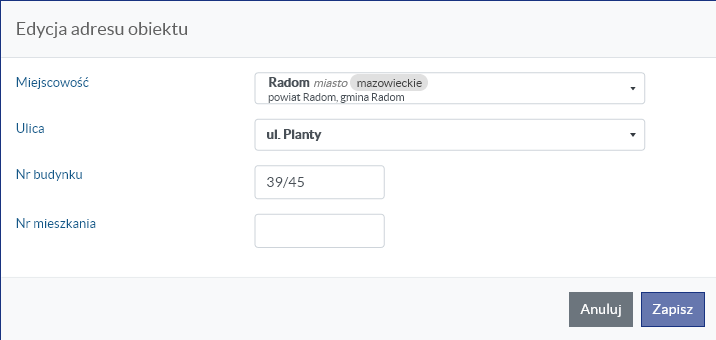 Edycja adresu obiektu
Miejscowość
Radom miasto mazowieckie
powiat Radom, gmina Radom
Ulica
ul. Planty
Nr budynku
39/45
Nr mieszkania
Anuluj Zapisz